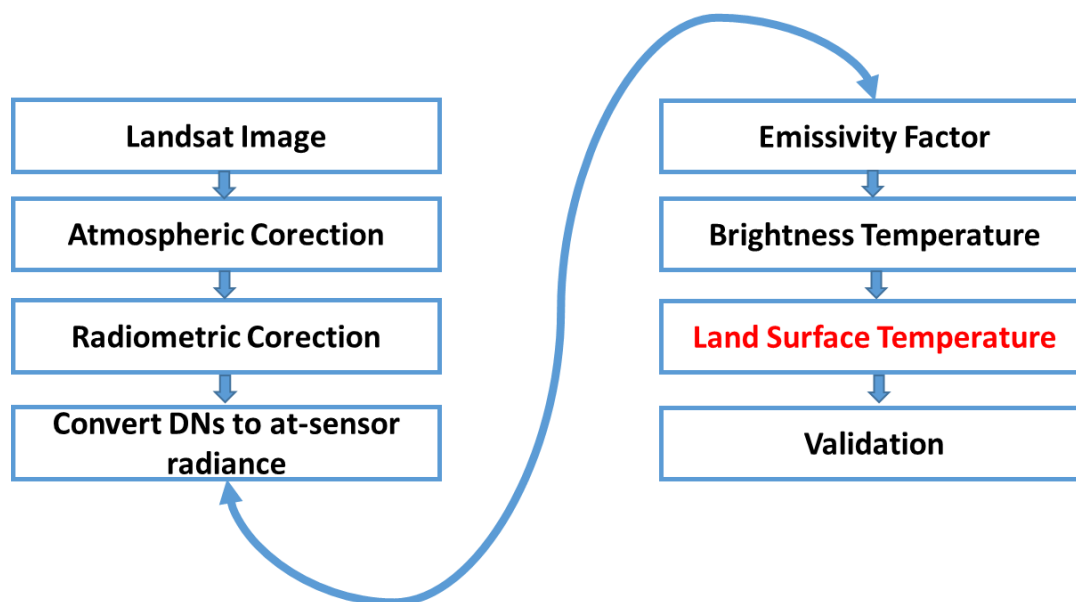 Landsat Image
Atmospheric Corection
Radiometric Corection
Convert DNs to at-sensor
radiance
Emissivity Factor
Brightness Temperature
Land Surface Temperature
Validation